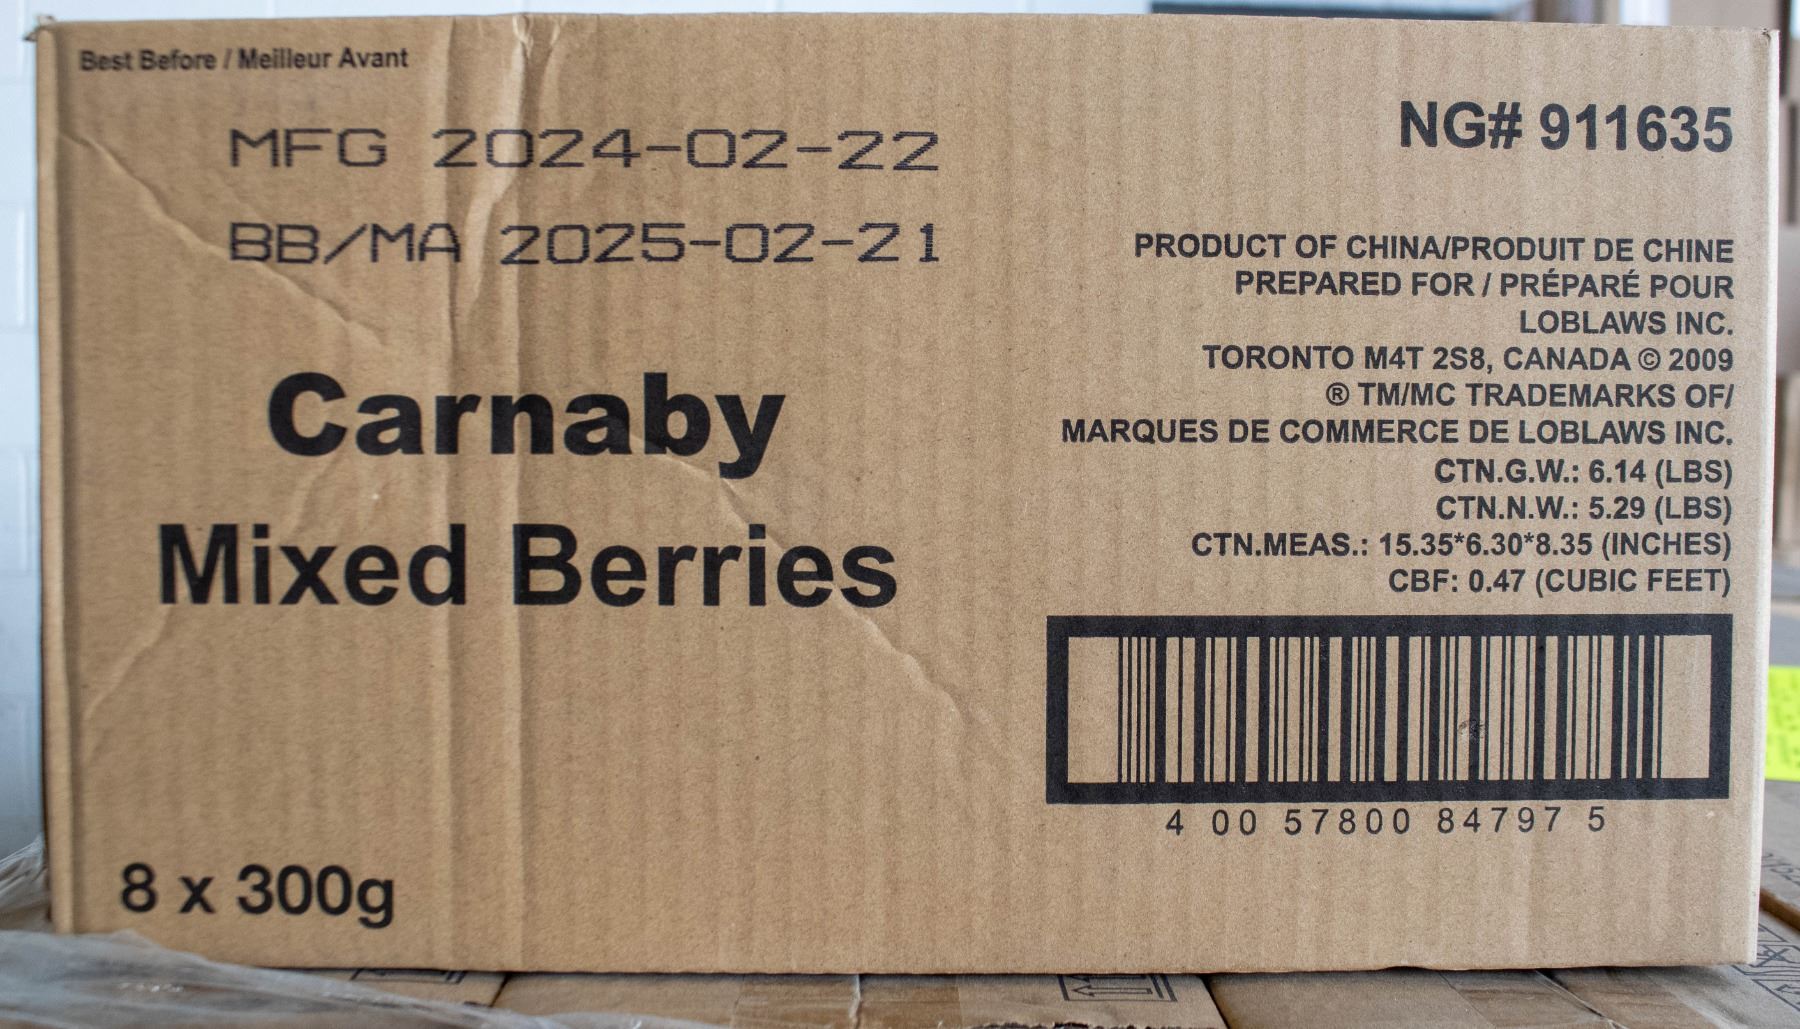 Best Before / Meilleur Avant
MFG 2024-02-22
BB/MA 2025-02-21
Carnaby
Mixed Berries
8 x 300g
NG# 911635
PRODUCT OF CHINA/PRODUIT DE CHINE
PREPARED FOR / PRÉPARÉ POUR
LOBLAWS INC.
TORONTO M4T 2S8, CANADA © 2009
® TM/MC TRADEMARKS OF/
MARQUES DE COMMERCE DE LOBLAWS INC.
CTN.G.W.: 6.14 (LBS)
CTN.N.W.: 5.29 (LBS)
CTN.MEAS.: 15.35*6.30*8.35 (INCHES)
CBF: 0.47 (CUBIC FEET)
4 00 57800 84797 5